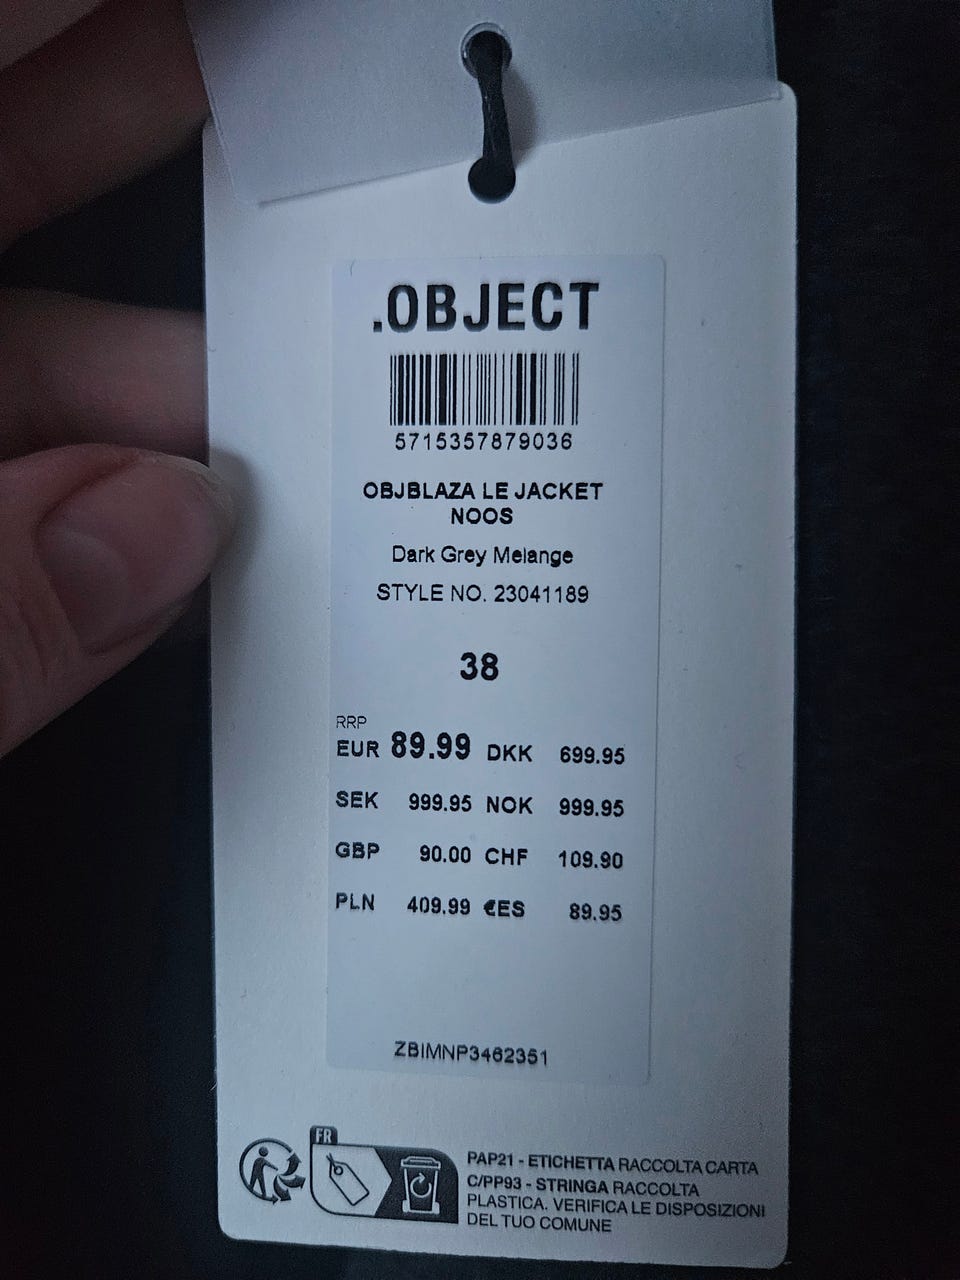 .OBJECT
5715357879036
OBJBLAZA LE JACKET
NOOS
Dark Grey Melange
STYLE NO. 23041189
38
RRP
EUR 89.99 DKK 699.95
SEK 999.95 NOK 999.95
GBP 90.00 CHF 109.90
PLN 409.99 €ES 89.95
ZBIMNP3462351
FR
PAP21 - ETICHETTA RACCOLTA CARTA
C/PP93 - STRINGA RACCOLTA
PLASTICA. VERIFICA LE DISPOSIZIONI
DEL TUO COMUNE